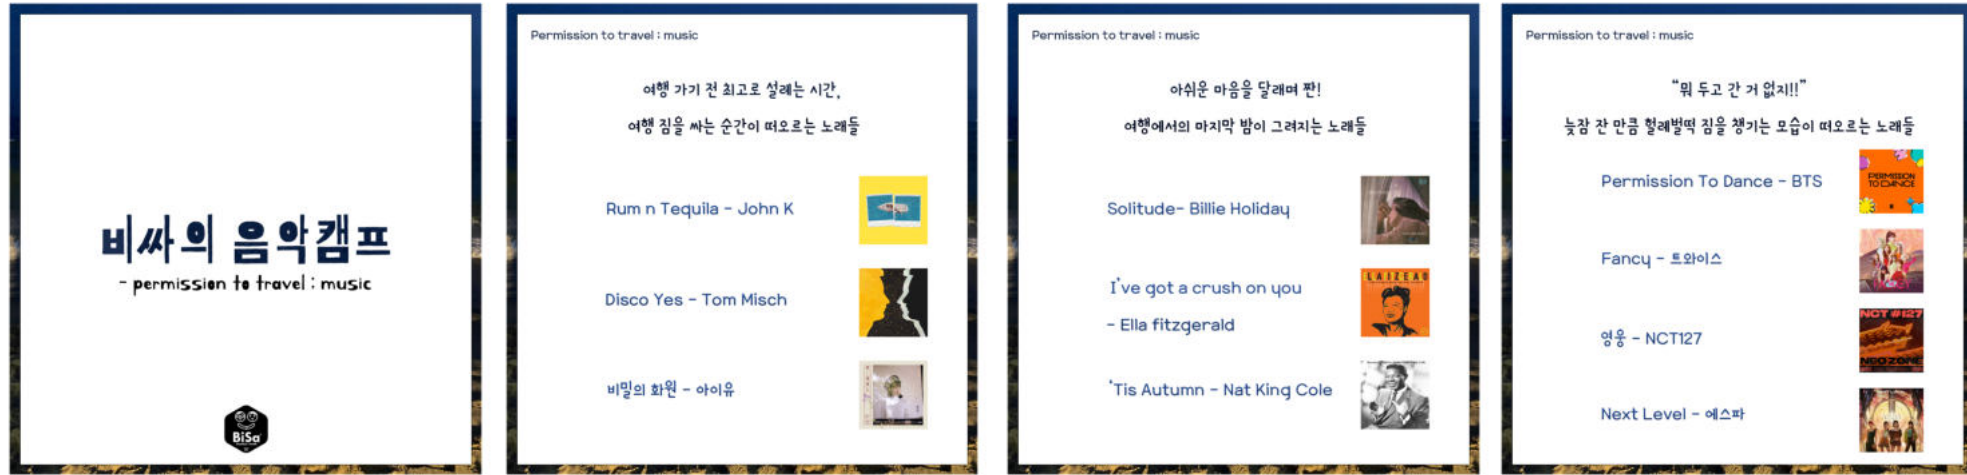 비싸의 음악캠프
- permission to travel : music
BiSa
Permission to travel : music
여행 가기 전 최고로 설레는 시간,
여행 짐을 싸는 순간이 떠오르는 노래들
Rum n Tequila - John K
Disco Yes - Tom Misch
비밀의 화원 - 아이유
Permission to travel : music
아쉬운 마음을 달래며 짠!
여행에서의 마지막 밤이 그려지는 노래들
Solitude- Billie Holiday
I've got a crush on you
- Ella fitzgerald
LAIZEAU
'Tis Autumn - Nat King Cole
Permission to travel : music
“뭐 두고 간 거 없지!!”
늦잠 잔 만큼 헐레벌떡 짐을 챙기는 모습이 떠오르는 노래들
Permission To Dance - BTS
PERMISSION
TO DANCE
Fancy - 트와이스
영웅 - NCT127
NCT #127
NEO ZONE
Next Level - 에스파